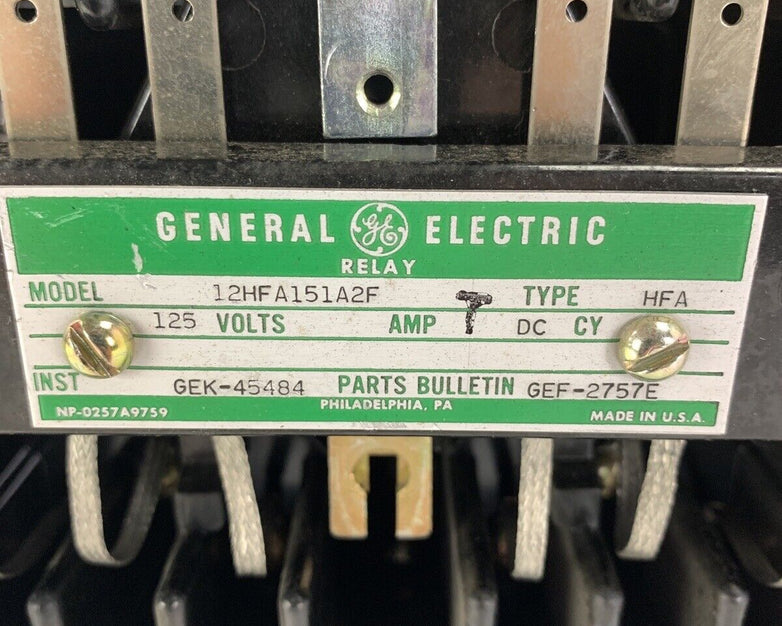 GENERAL GE ELECTRIC
RELAY
MODEL 12HFA151A2F T TYPE HFA
125 VOLTS AMP DC CY
INST GEK-45484 PARTS BULLETIN GEF-2757E
NP-0257A9759 PHILADELPHIA, PA MADE IN U.S.A.